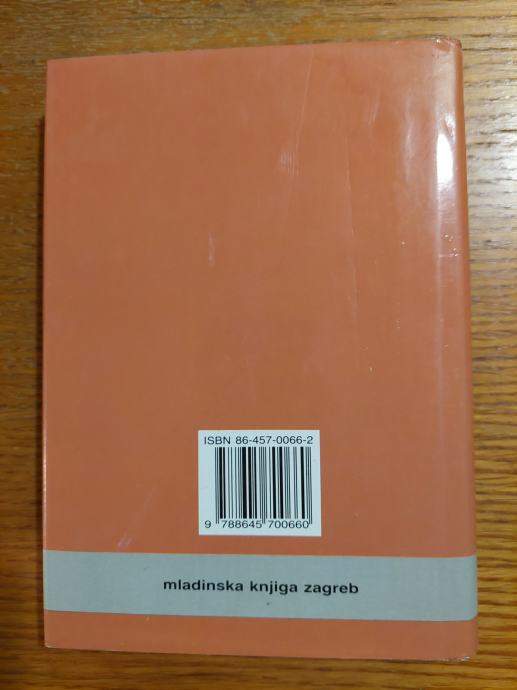 ISBN 86-457-0066-2
9 788645 700660
mladinska knjiga zagreb